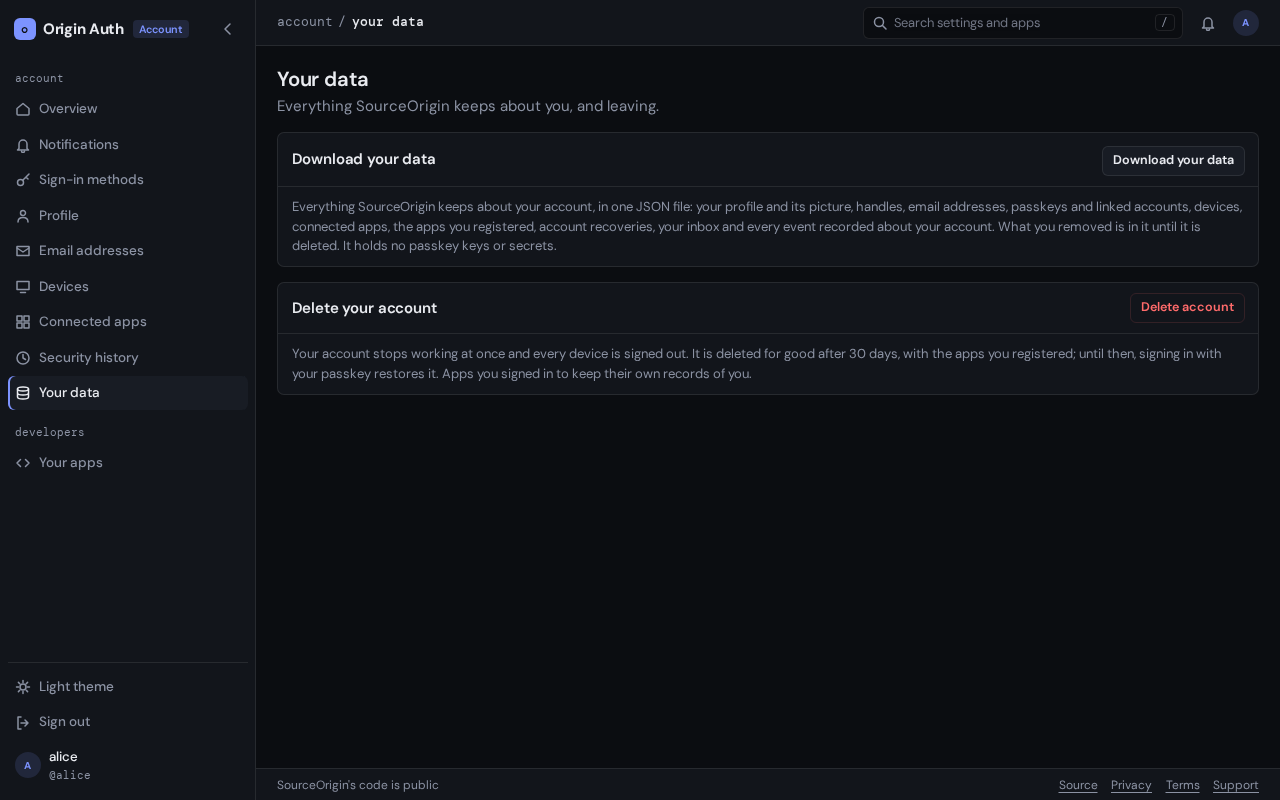 o Origin Auth Account
account
Overview
Notifications
Sign-in methods
Profile
Email addresses
Devices
Connected apps
Security history
Your data
developers
Your apps
Light theme
Sign out
A alice
@alice
account / your data
Search settings and apps /
A
Your data
Everything SourceOrigin keeps about you, and leaving.
Download your data
Download your data
Everything SourceOrigin keeps about your account, in one JSON file: your profile and its picture, handles, email addresses, passkeys and linked accounts, devices,
connected apps, the apps you registered, account recoveries, your inbox and every event recorded about your account. What you removed is in it until it is
deleted. It holds no passkey keys or secrets.
Delete your account
Delete account
Your account stops working at once and every device is signed out. It is deleted for good after 30 days, with the apps you registered; until then, signing in with
your passkey restores it. Apps you signed in to keep their own records of you.
SourceOrigin's code is public
Source Privacy Terms Support